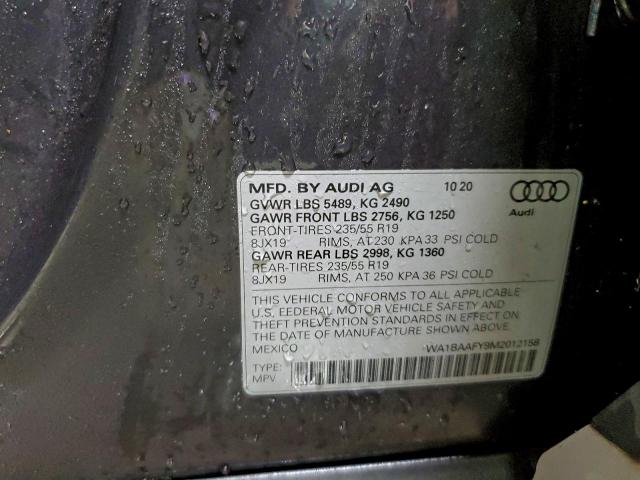 MFD. BY AUDI AG 10 20
GVWR LBS 5489, KG 2490
GAWR FRONT LBS 2756, KG 1250
FRONT-TIRES 235/55 R19
8JX19 RIMS, AT 230 KPA 33 PSI COLD
GAWR REAR LBS 2998, KG 1360
REAR-TIRES 235/55 R19
8JX19 RIMS, AT 250 KPA 36 PSI COLD
Audi
THIS VEHICLE CONFORMS TO ALL APPLICABLE
U.S. FEDERAL MOTOR VEHICLE SAFETY AND
THEFT PREVENTION STANDARDS IN EFFECT ON
THE DATE OF MANUFACTURE SHOWN ABOVE.
MEXICO WA1BAAFY9M2012158
TYPE:
MPV